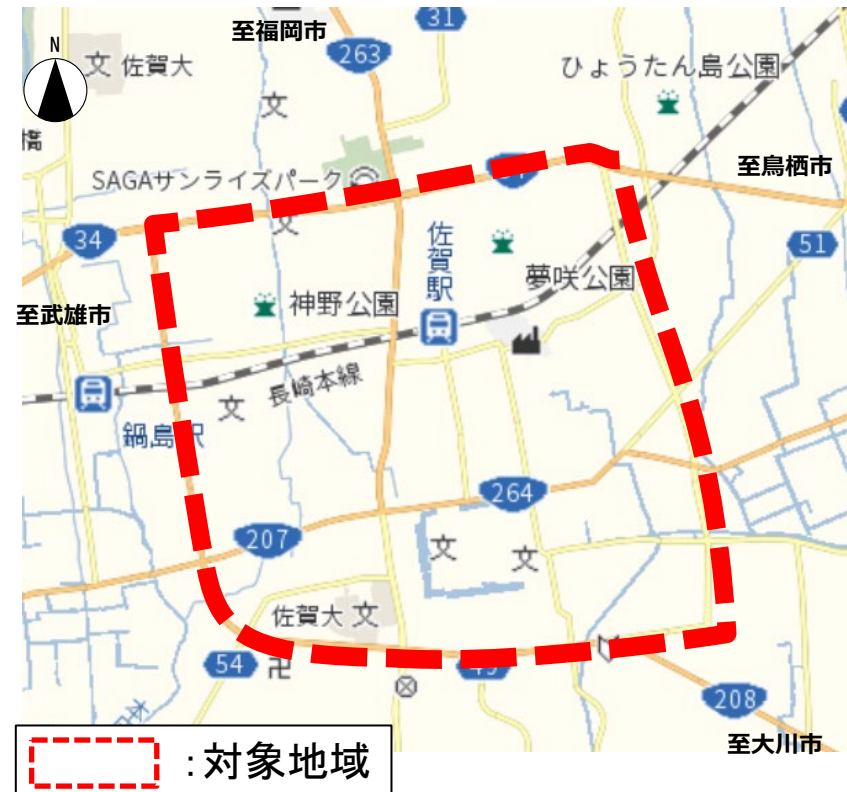 至福岡市
31
N
263
文 佐賀大
ひょうたん島公園
文
橋
至鳥栖市
SAGAサンライズパーク
文
34
佐賀駅
51
夢咲公園
神野公園
至武雄市
長崎本線
文
鍋島駅
264
207
文
文
佐賀大 文
54
卍
208
至大川市
:対象地域